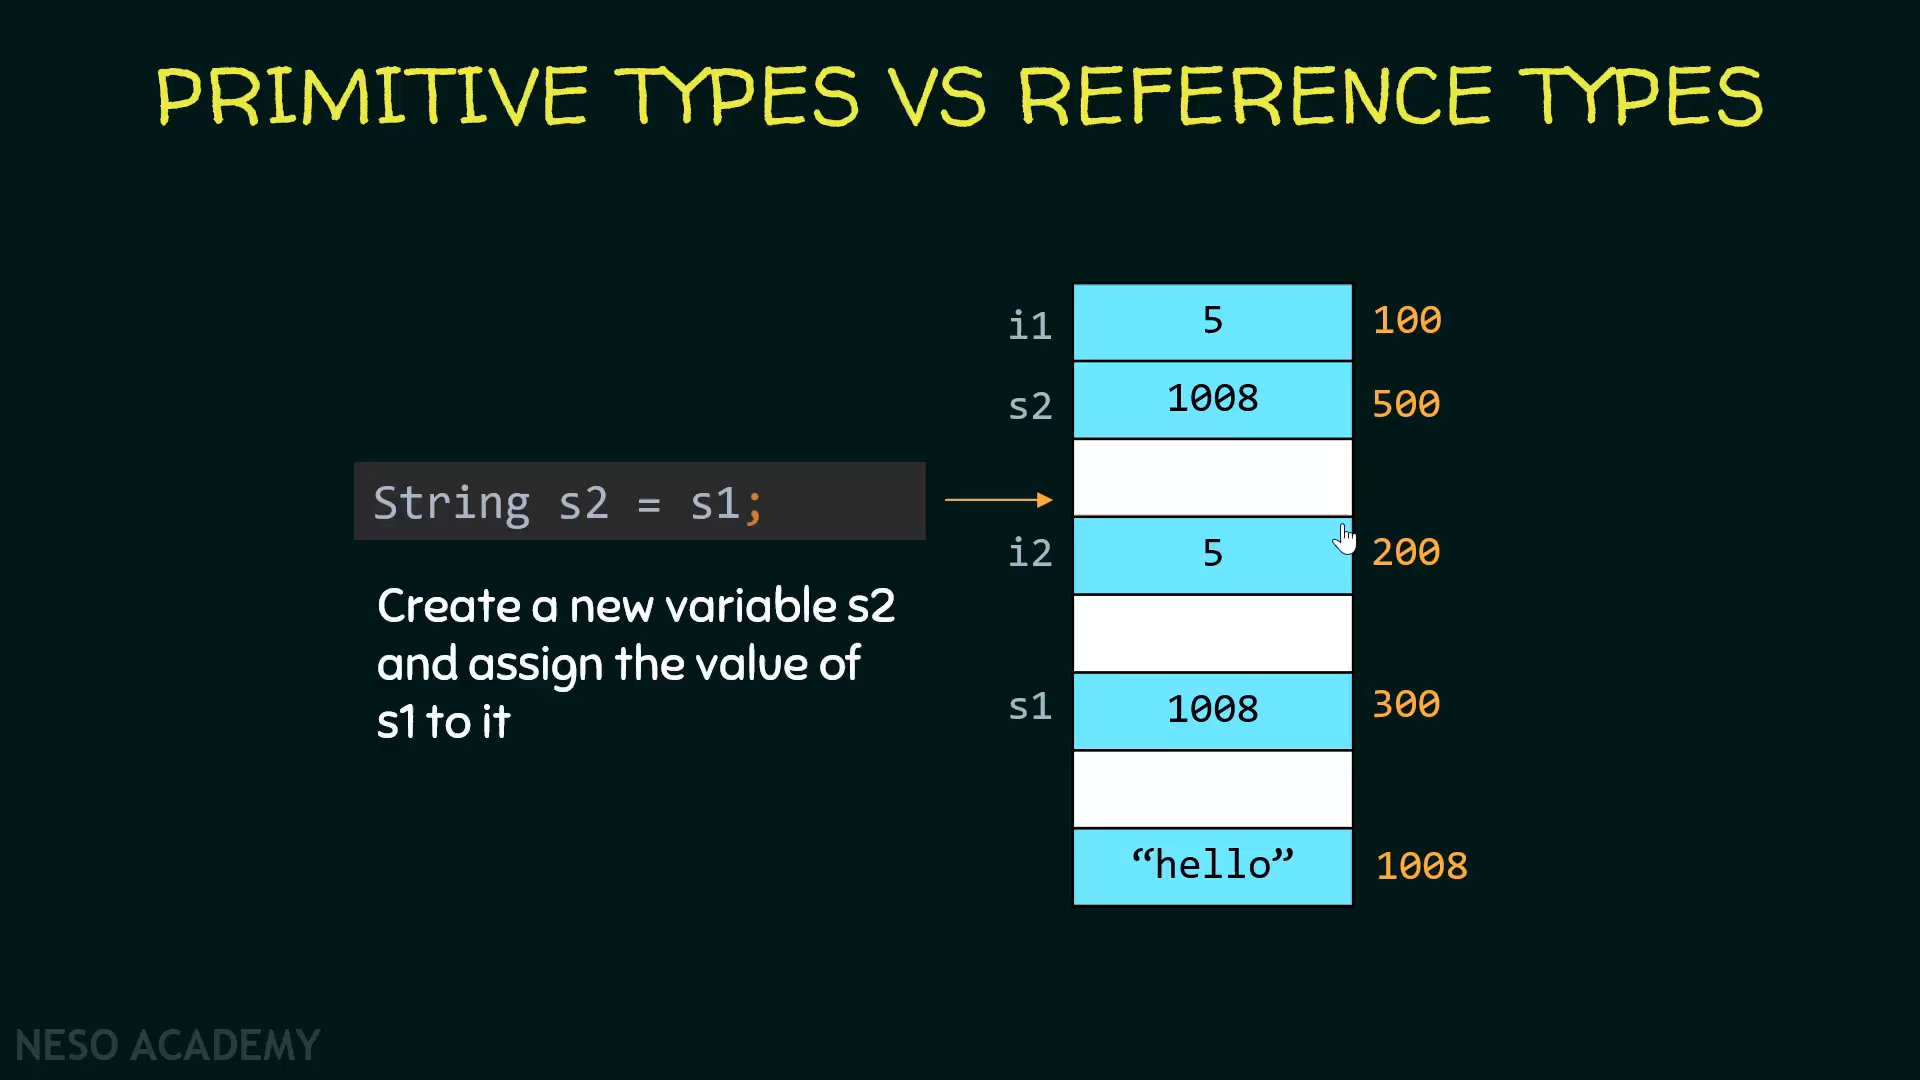 PRIMITIVE TYPES VS REFERENCE TYPES
i1 5 100
s2 1008 500
String s2 = s1;
i2 5 200
Create a new variable s2
and assign the value of
s1 to it
s1 1008 300
“hello” 1008
NESO ACADEMY